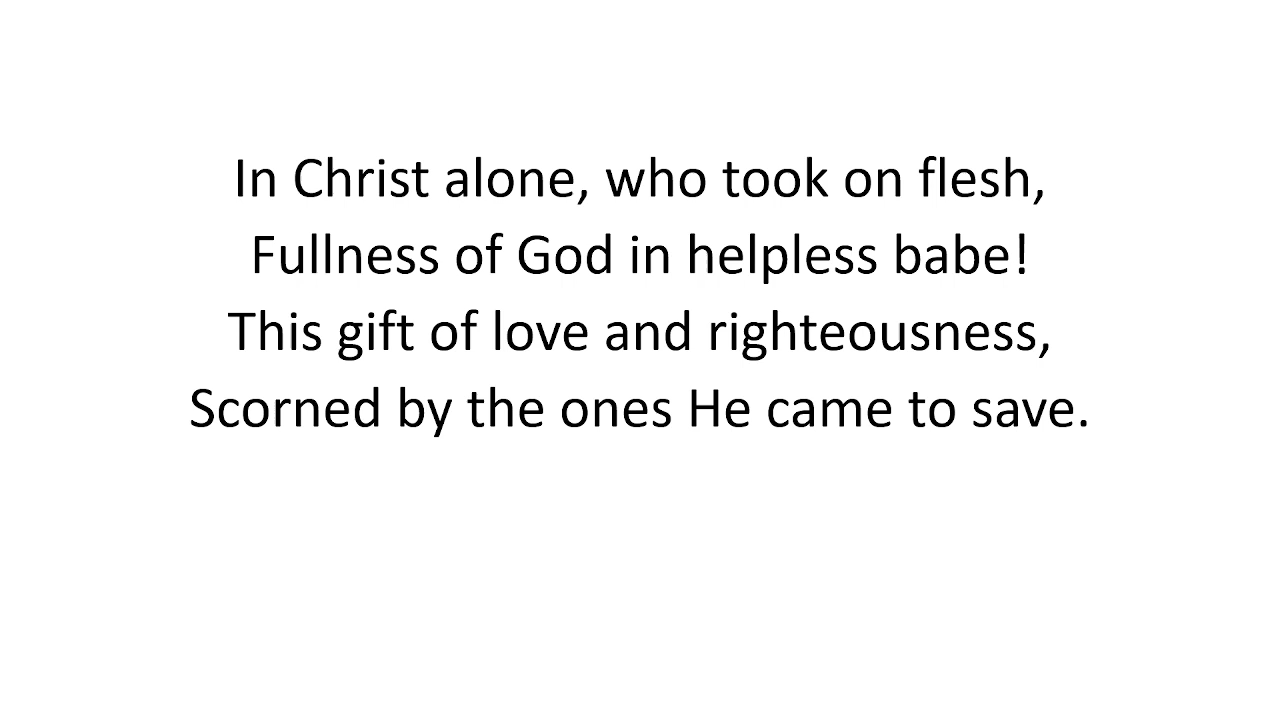 In Christ alone, who took on flesh,
Fullness of God in helpless babe!
This gift of love and righteousness,
Scorned by the ones He came to save.